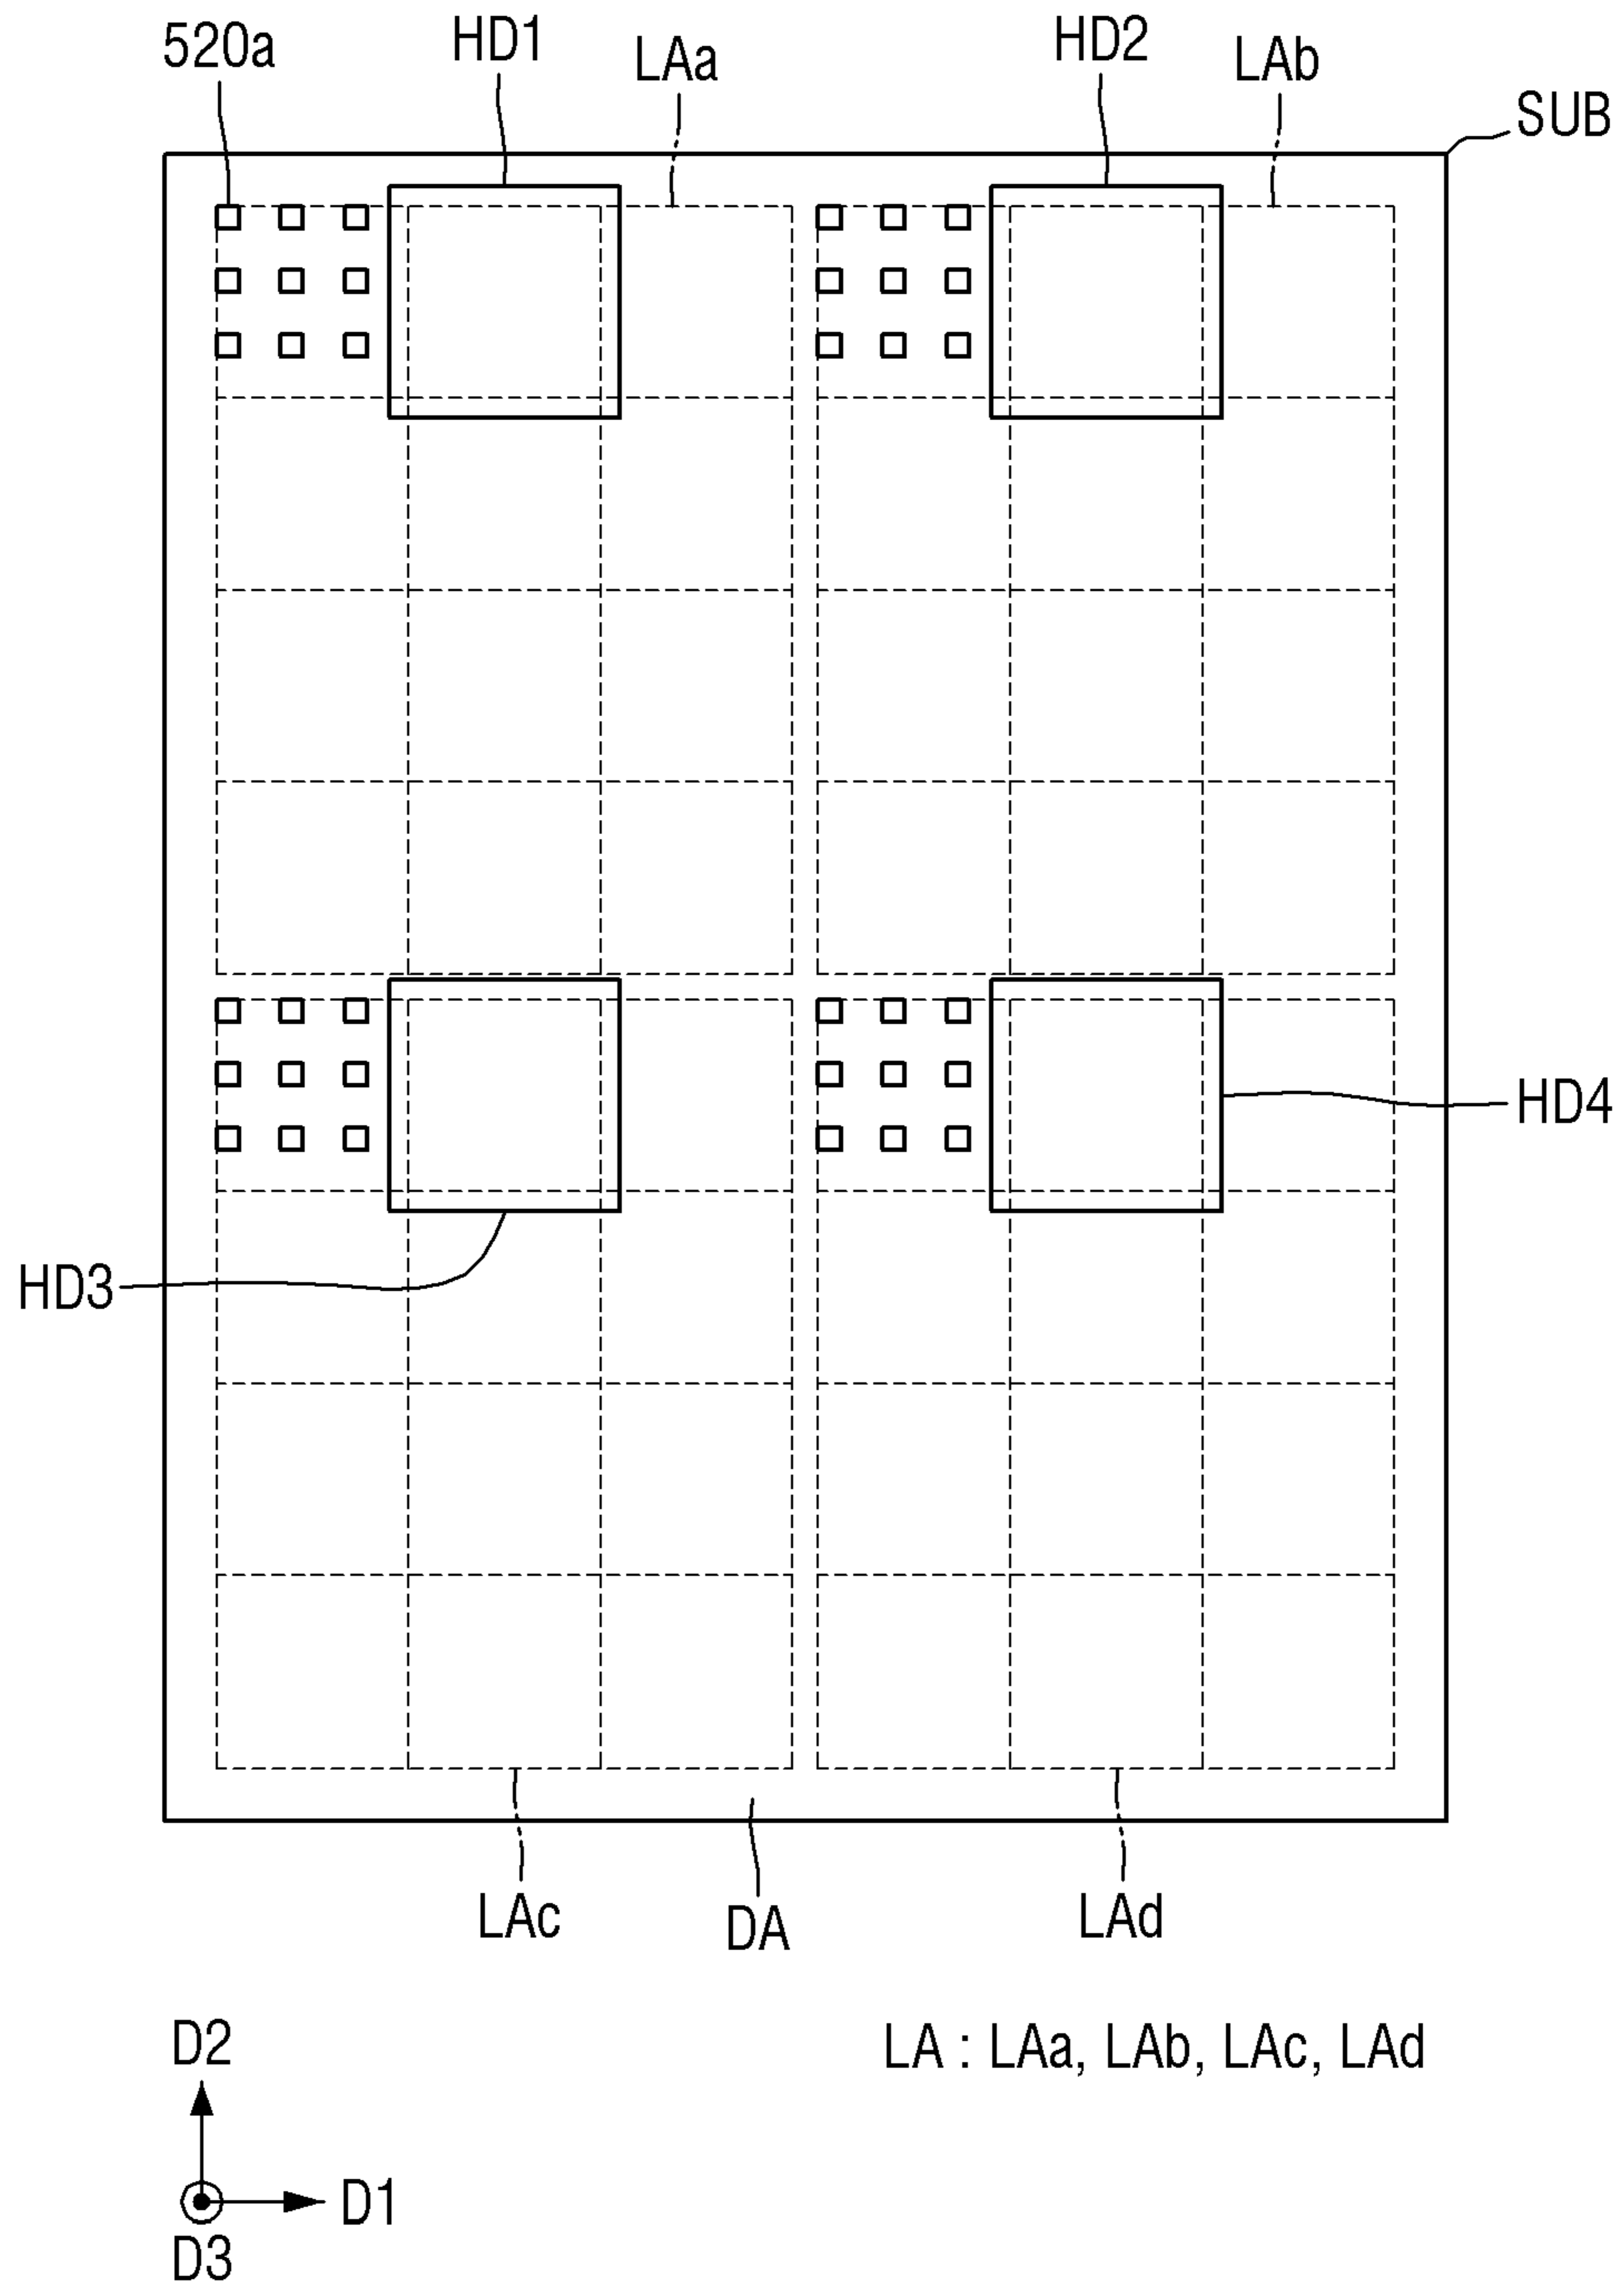 520a
HD1
LAa
HD2
LAb
SUB
HD4
HD3
LAc
DA
LAd
LA : LAa, LAb, LAc, LAd
D2
D1
D3